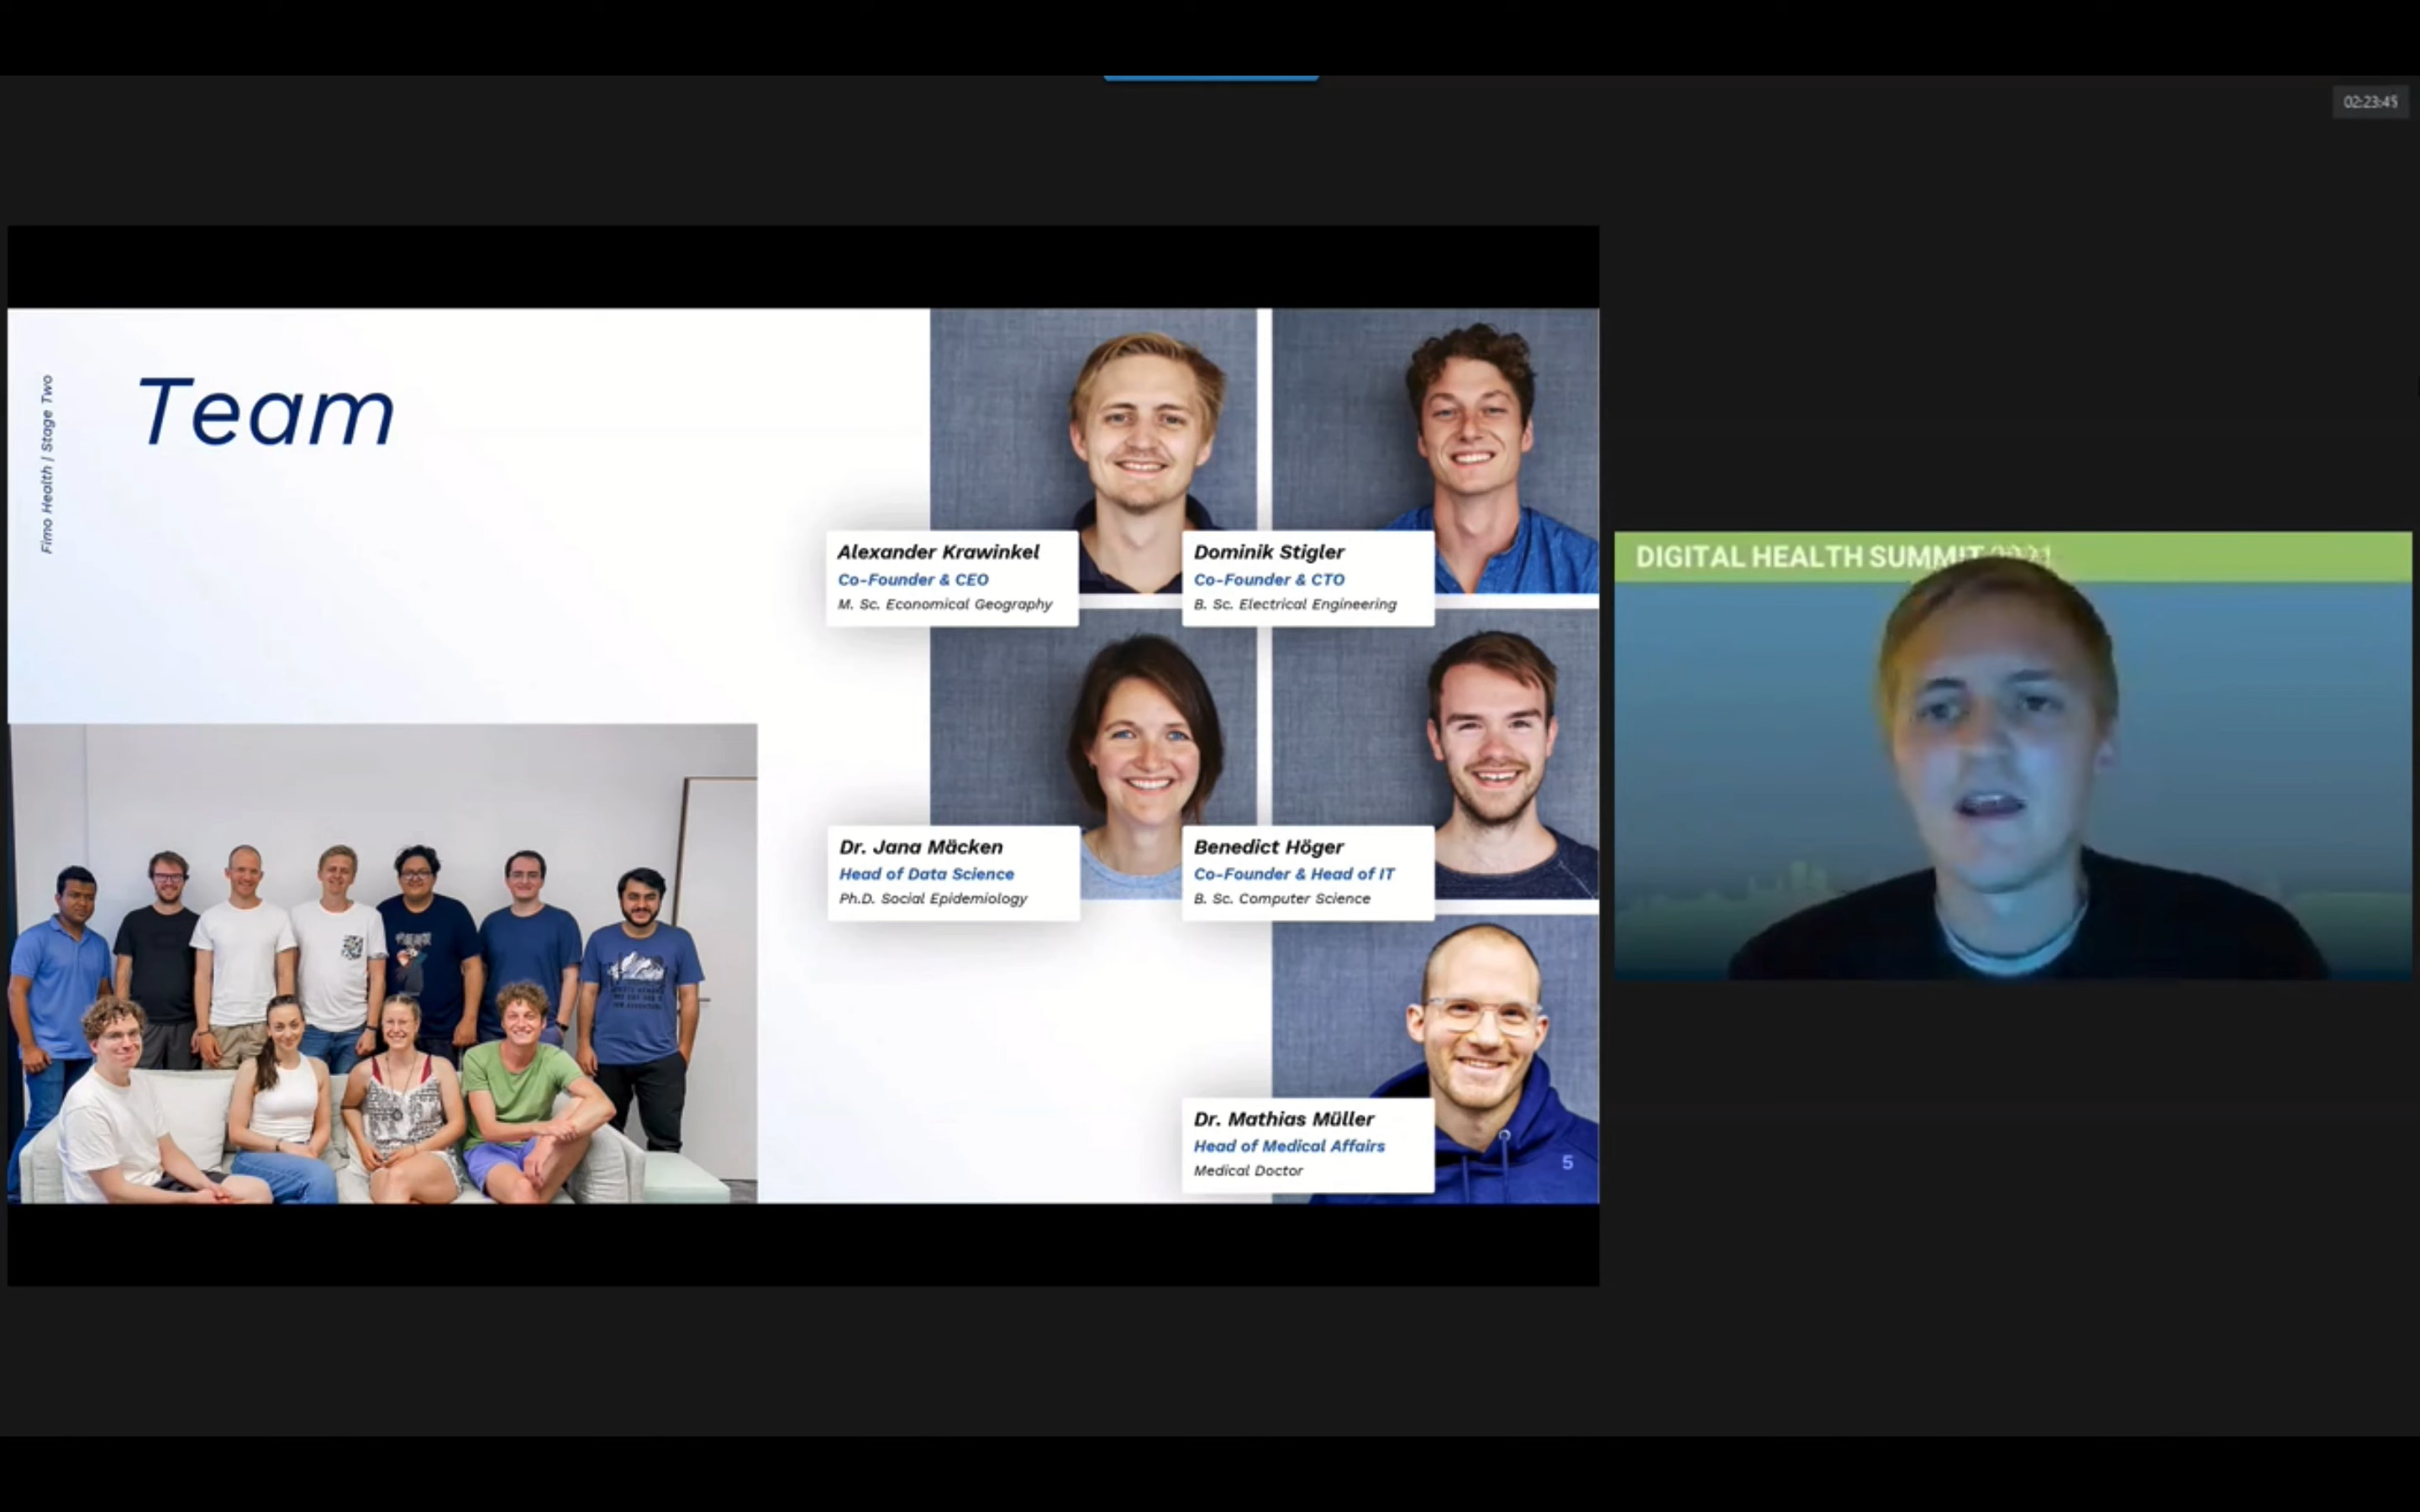 02:23:45
Fimo Health | Stage Two
Team
Alexander Krawinkel
Co-Founder & CEO
M. Sc. Economical Geography
Dominik Stigler
Co-Founder & CTO
B. Sc. Electrical Engineering
Dr. Jana Mäcken
Head of Data Science
Ph.D. Social Epidemiology
Benedict Höger
Co-Founder & Head of IT
B. Sc. Computer Science
Dr. Mathias Müller
Head of Medical Affairs
Medical Doctor
5
DIGITAL HEALTH SUMMIT 2021